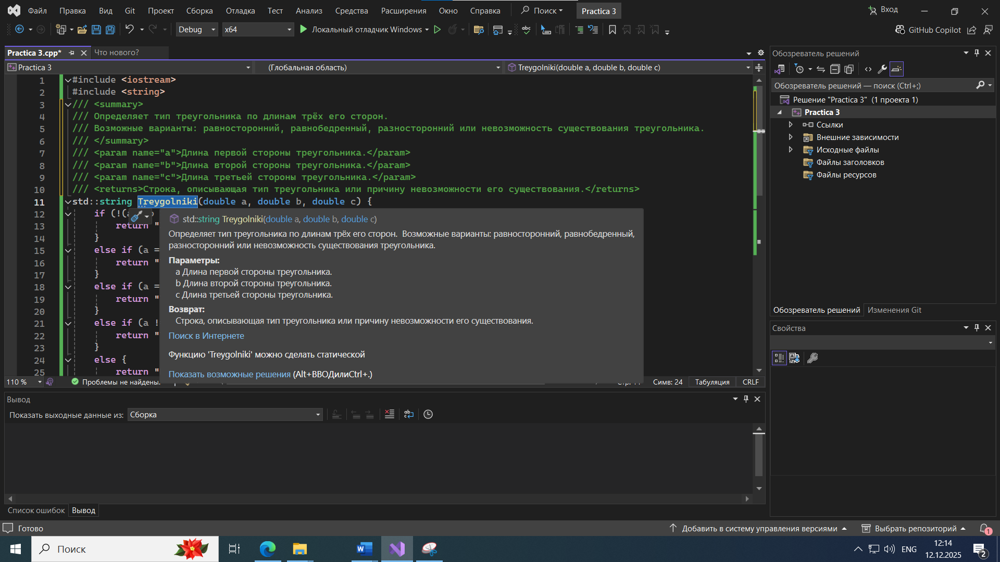 Файл Правка Вид Git Проект Сборка Отладка Тест Анализ Средства Расширения Окно Справка Поиск Practica 3 Вход
Debug x64 Локальный отладчик Windows GitHub Copilot
Practica 3.cpp* Что нового?
Practica 3 (Глобальная область) Treygolniki(double a, double b, double c)
1 #include <iostream>
2 #include <string>
3 /// <summary>
4 /// Определяет тип треугольника по длинам трёх его сторон.
5 /// Возможные варианты: равносторонний, равнобедренный, разносторонний или невозможность существования треугольника.
6 /// </summary>
7 /// <param name="a">Длина первой стороны треугольника.</param>
8 /// <param name="b">Длина второй стороны треугольника.</param>
9 /// <param name="c">Длина третьей стороны треугольника.</param>
10 /// <returns>Строка, описывающая тип треугольника или причину невозможности его существования.</returns>
11 std::string Treygolniki(double a, double b, double c) {
12 if (!(
13 return "
14 }
15 else if (a =
16 return "
17 }
18 else if (a =
19 return "
20 }
21 else if (a !
22 return "
23 }
24 else {
25 return "
std::string Treygolniki(double a, double b, double c)
Определяет тип треугольника по длинам трёх его сторон. Возможные варианты: равносторонний, равнобедренный,
разносторонний или невозможность существования треугольника.
Параметры:
a Длина первой стороны треугольника.
b Длина второй стороны треугольника.
c Длина третьей стороны треугольника.
Возврат:
Строка, описывающая тип треугольника или причину невозможности его существования.
Поиск в Интернете
Функцию 'Treygolniki' можно сделать статической
Показать возможные решения (Alt+ВВОДилиCtrl+.)
110 % Проблемы не найдены. Симв: 24 Табуляция CRLF
Вывод
Показать выходные данные из: Сборка
Список ошибок Вывод
Обозреватель решений
Обозреватель решений — поиск (Ctrl+;)
Решение "Practica 3" (1 проекта 1)
Practica 3
Ссылки
Внешние зависимости
Исходные файлы
Файлы заголовков
Файлы ресурсов
Обозреватель решений Изменения Git
Свойства
Готово Добавить в систему управления версиями Выбрать репозиторий 1
Поиск ENG 12:14
12.12.2025 2